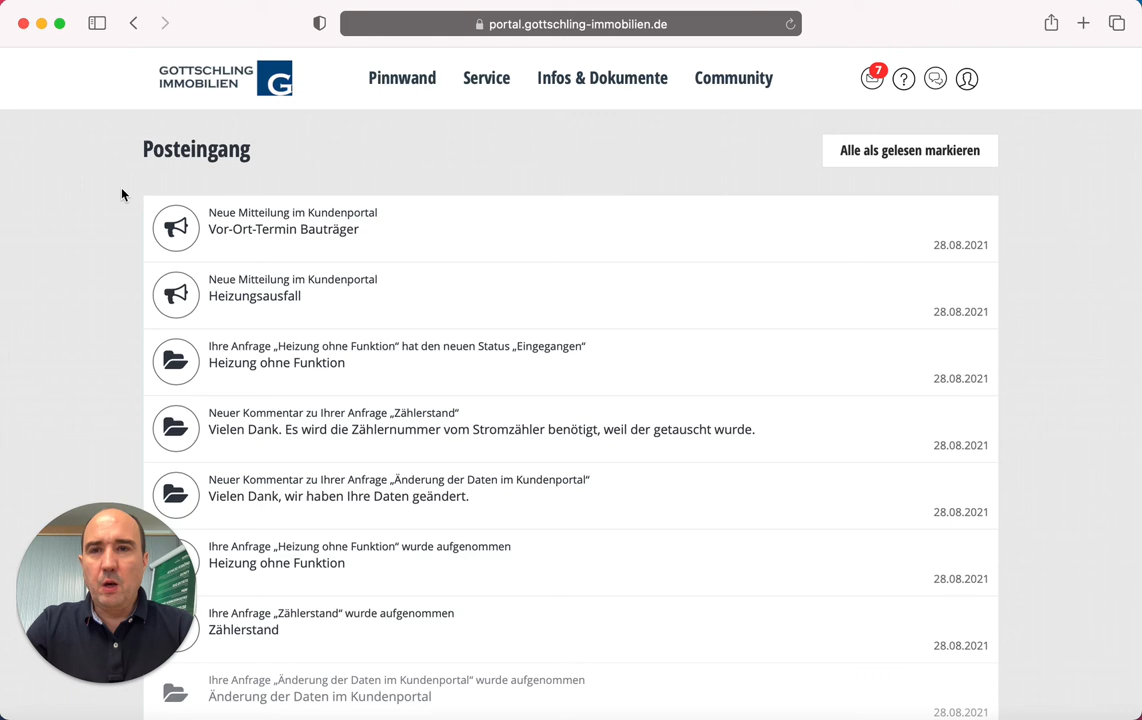 portal.gottschling-immobilien.de
GOTTSCHLING
IMMOBILIEN
G
Pinnwand
Service
Infos & Dokumente
Community
7
?
Posteingang
Alle als gelesen markieren
Neue Mitteilung im Kundenportal
Vor-Ort-Termin Bauträger
28.08.2021
Neue Mitteilung im Kundenportal
Heizungsausfall
28.08.2021
Ihre Anfrage „Heizung ohne Funktion“ hat den neuen Status „Eingegangen“
Heizung ohne Funktion
28.08.2021
Neuer Kommentar zu Ihrer Anfrage „Zählerstand“
Vielen Dank. Es wird die Zählernummer vom Stromzähler benötigt, weil der getauscht wurde.
28.08.2021
Neuer Kommentar zu Ihrer Anfrage „Änderung der Daten im Kundenportal“
Vielen Dank, wir haben Ihre Daten geändert.
28.08.2021
Ihre Anfrage „Heizung ohne Funktion“ wurde aufgenommen
Heizung ohne Funktion
28.08.2021
Ihre Anfrage „Zählerstand“ wurde aufgenommen
Zählerstand
28.08.2021
Ihre Anfrage „Änderung der Daten im Kundenportal“ wurde aufgenommen
Änderung der Daten im Kundenportal
28.08.2021